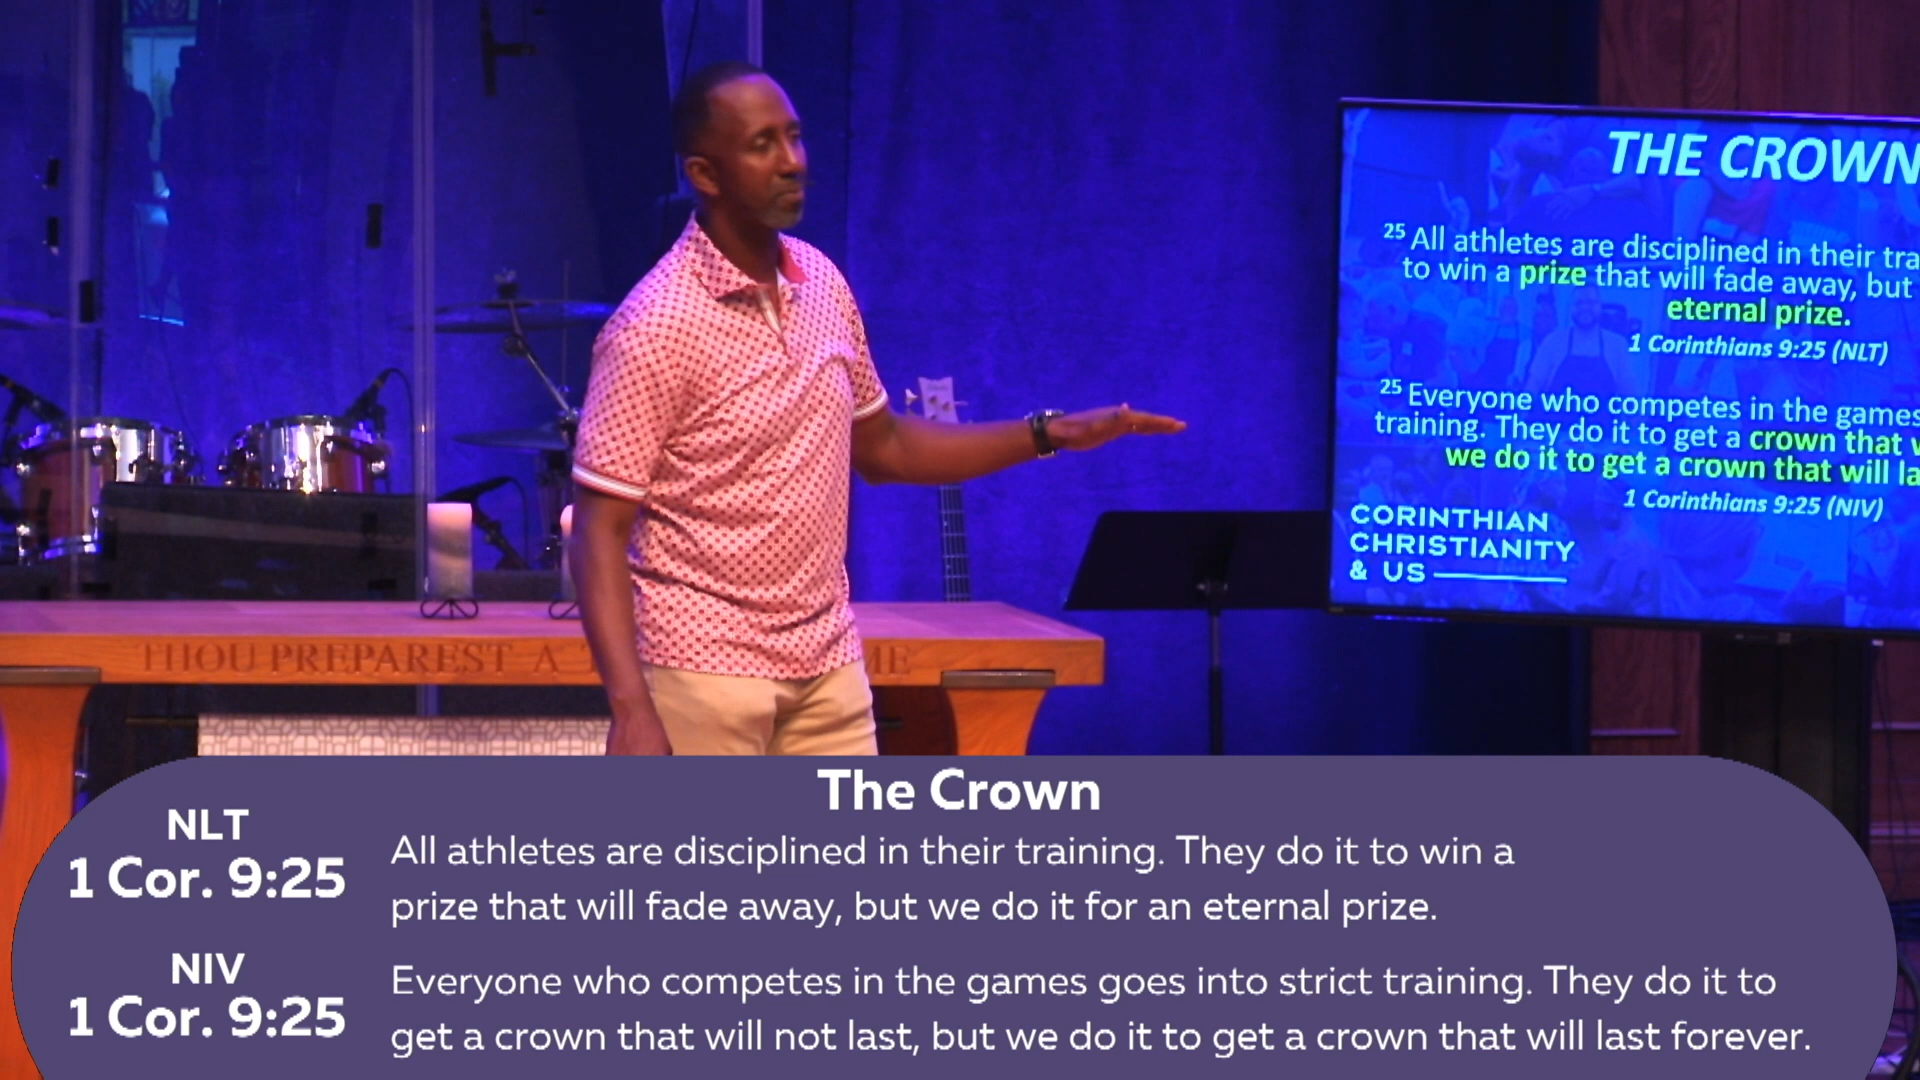 THE CROWN
25 All athletes are disciplined in their
to win a prize that will fade away, but
eternal prize.
1 Corinthians 9:25 (NLT)
25 Everyone who competes in the games
training. They do it to get a crown that
we do it to get a crown that will
1 Corinthians 9:25 (NIV)
CORINTHIAN
CHRISTIANITY
& US
THOU PREPAREST A
The Crown
NLT
1 Cor. 9:25
All athletes are disciplined in their training. They do it to win a
prize that will fade away, but we do it for an eternal prize.
NIV
1 Cor. 9:25
Everyone who competes in the games goes into strict training. They do it to
get a crown that will not last, but we do it to get a crown that will last forever.